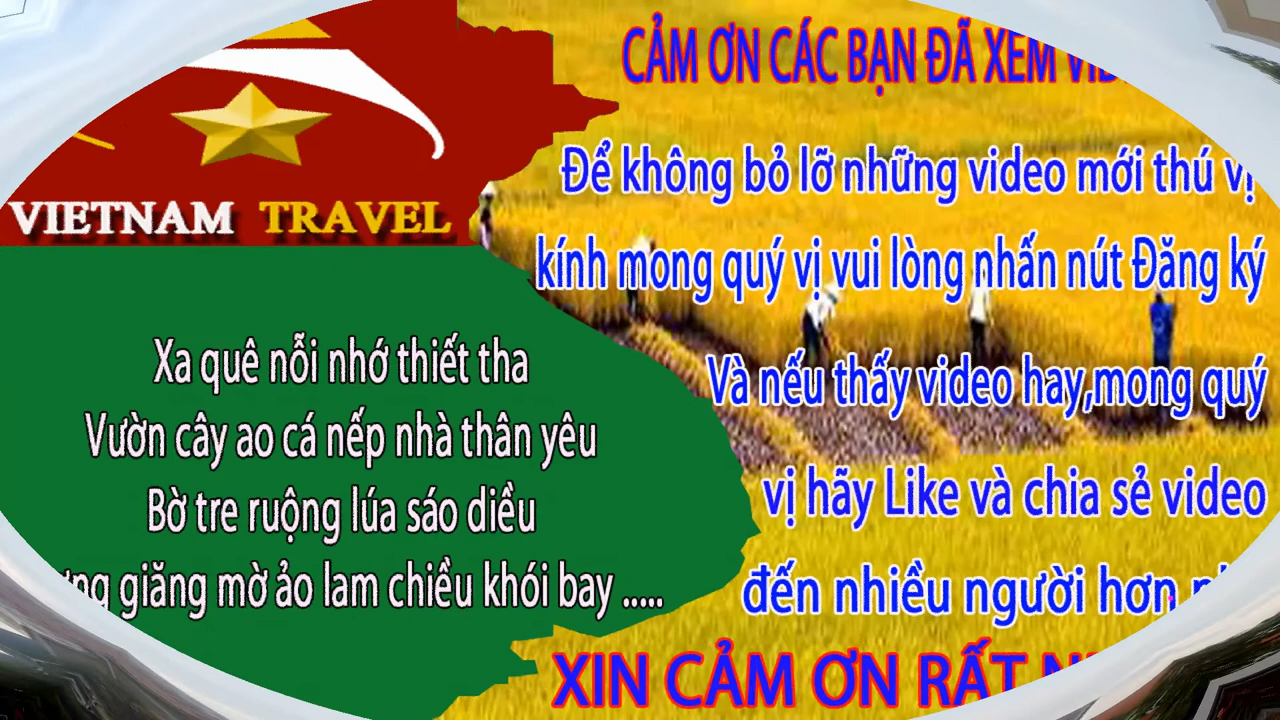 VIETNAM TRAVEL
Xa quê nỗi nhớ thiết tha
Vườn cây ao cá nếp nhà thân yêu
Bờ tre ruộng lúa sáo diều
giăng mờ ảo lam chiều khói bay .....
CẢM ƠN CÁC BẠN ĐÃ XEM
Để không bỏ lỡ những video mới thú vị
kính mong quý vị vui lòng nhấn nút Đăng ký
Và nếu thấy video hay,mong quý
vị hãy Like và chia sẻ video
đến nhiều người hơn
XIN CẢM ƠN RẤT